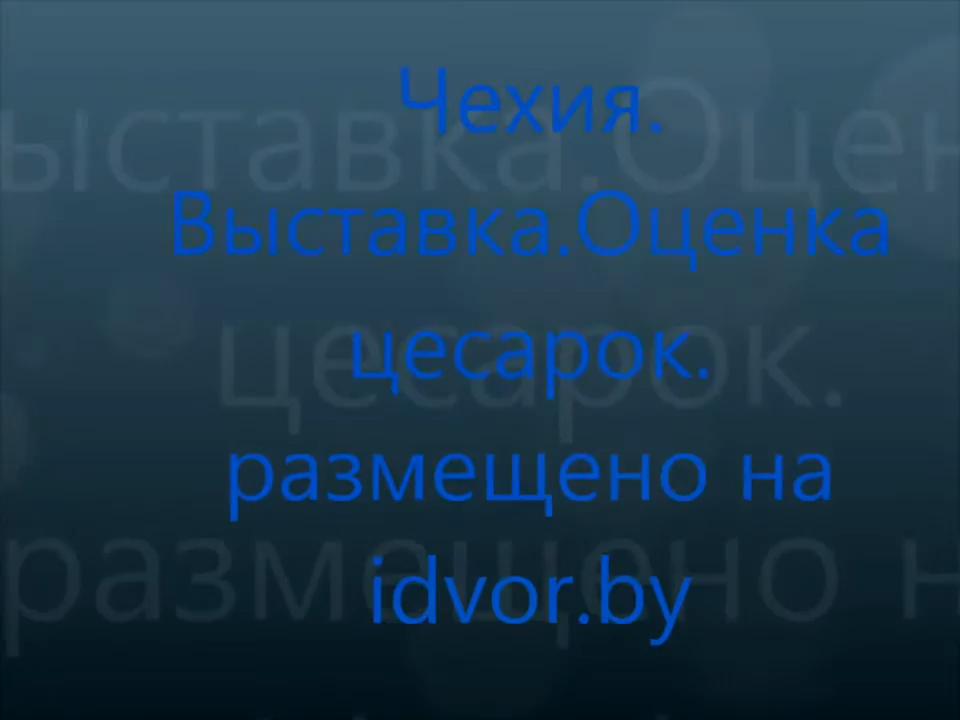 Чехия.
Выставка.Оценка
цесарок.
размещено на
idvor.by